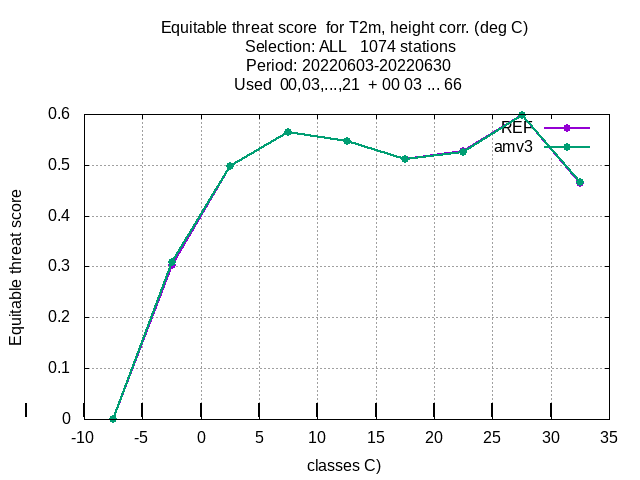 Equitable threat score  for T2m, height corr. (deg C)
Selection: ALL   1074 stations
Period: 20220603-20220630
Used  00,03,...,21  + 00 03 ... 66
REF
amv3
Equitable threat score
0.6
0.5
0.4
0.3
0.2
0.1
0
-10 -5 0 5 10 15 20 25 30 35
classes C)